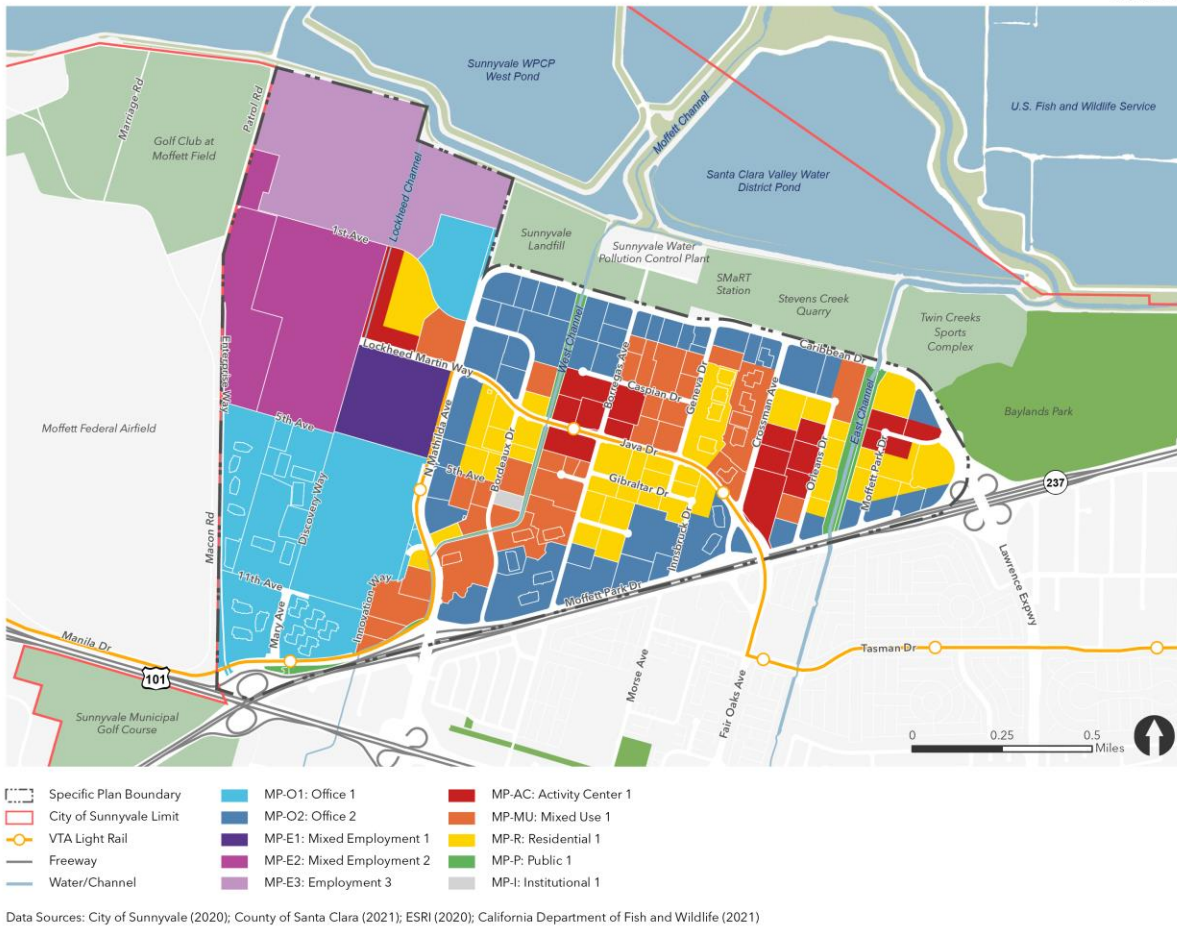 Sunnyvale WPCP
West Pond
Moffett Channel
U.S. Fish and Wildlife Service
Marriage Rd
Patrol Rd
Golf Club at
Moffett Field
Santa Clara Valley Water
District Pond
Lockheed Channel
1st Ave
Sunnyvale
Landfill
Sunnyvale Water
Pollution Control Plant
SMaRT
Station
Stevens Creek
Quarry
Twin Creeks
Sports
Complex
West Channel
Caribbean Dr
Lockheed Martin Way
Borregas Ave
Caspian Dr
Geneva Dr
Crossman Ave
East Channel
Baylands Park
Enterprise Way
Moffett Federal Airfield
5th Ave
N Mathilda Ave
Bordeaux Dr
Java Dr
Orleans Dr
Moffett Park Dr
5th Ave
Gibraltar Dr
237
Discovery Way
Innsbruck Dr
Macon Rd
11th Ave
Mary Ave
Innovation Way
Moffett Park Dr
Lawrence Expwy
Manila Dr
101
Morse Ave
Fair Oaks Ave
Tasman Dr
Sunnyvale Municipal
Golf Course
0 0.25 0.5
Miles
Specific Plan Boundary
City of Sunnyvale Limit
VTA Light Rail
Freeway
Water/Channel
MP-O1: Office 1
MP-O2: Office 2
MP-E1: Mixed Employment 1
MP-E2: Mixed Employment 2
MP-E3: Employment 3
MP-AC: Activity Center 1
MP-MU: Mixed Use 1
MP-R: Residential 1
MP-P: Public 1
MP-I: Institutional 1
Data Sources: City of Sunnyvale (2020); County of Santa Clara (2021); ESRI (2020); California Department of Fish and Wildlife (2021)